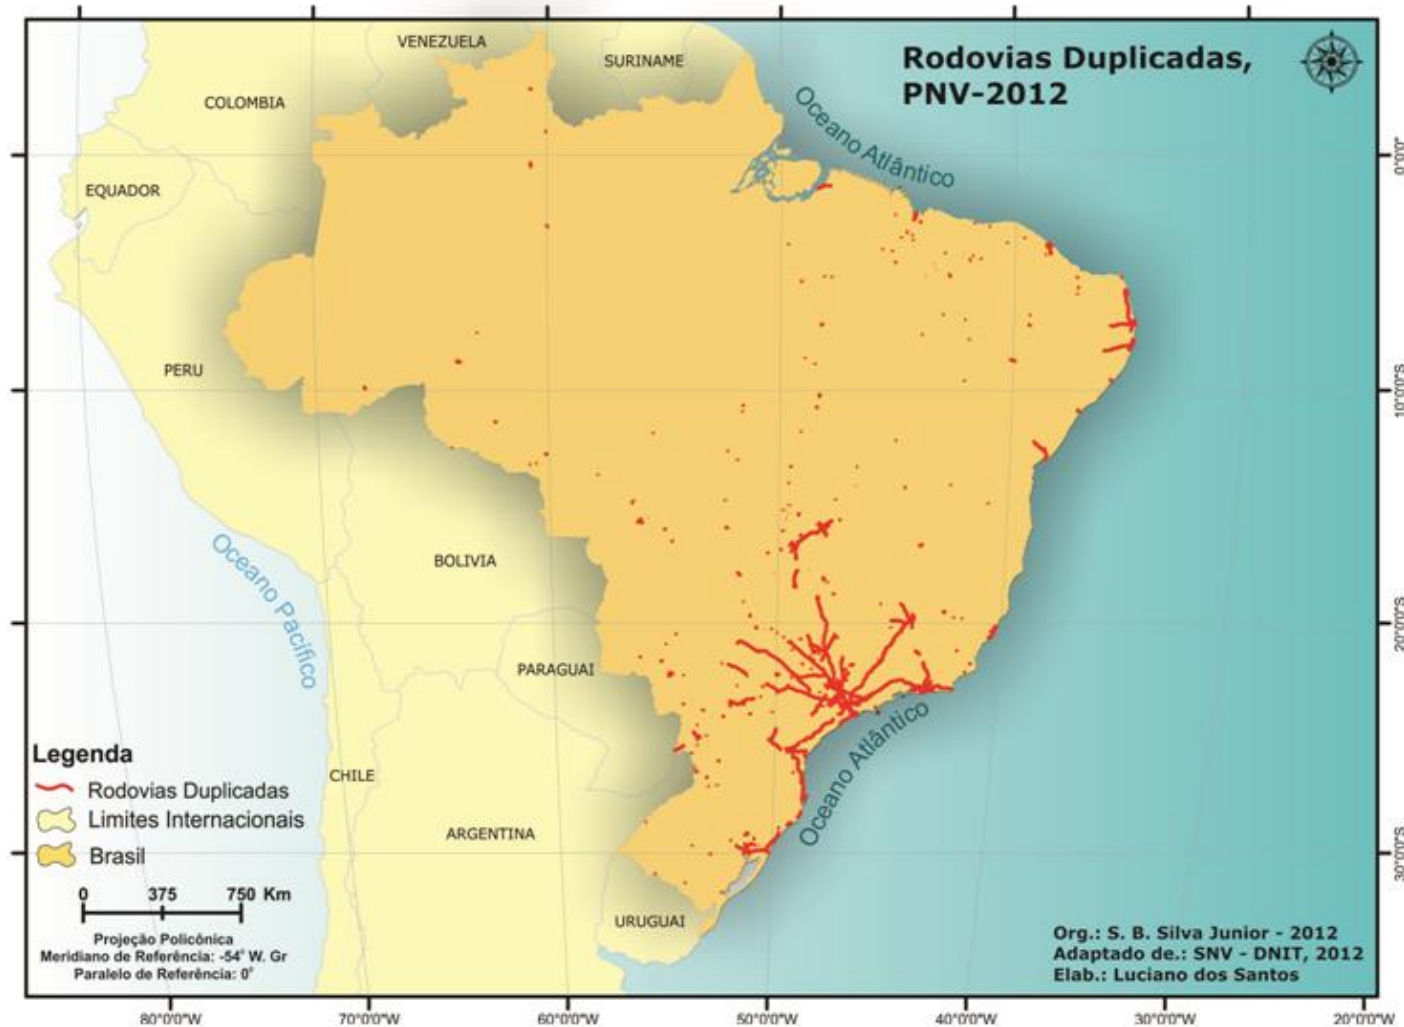 Rodovias Duplicadas,
PNV-2012
VENEZUELA
SURINAME
COLOMBIA
Oceano Atlântico
0°0'0"
EQUADOR
PERU
10°0'0"S
Oceano Pacífico
BOLIVIA
20°0'0"S
PARAGUAI
Oceano Atlântico
Legenda
Rodovias Duplicadas
Limites Internacionais
Brasil
CHILE
ARGENTINA
30°0'0"S
0 375 750 Km
URUGUAI
Projeção Policônica
Meridiano de Referência: -54° W. Gr
Paralelo de Referência: 0°
Org.: S. B. Silva Junior - 2012
Adaptado de.: SNV - DNIT, 2012
Elab.: Luciano dos Santos
80°0'0"W 70°0'0"W 60°0'0"W 50°0'0"W 40°0'0"W 30°0'0"W 20°0'0"W